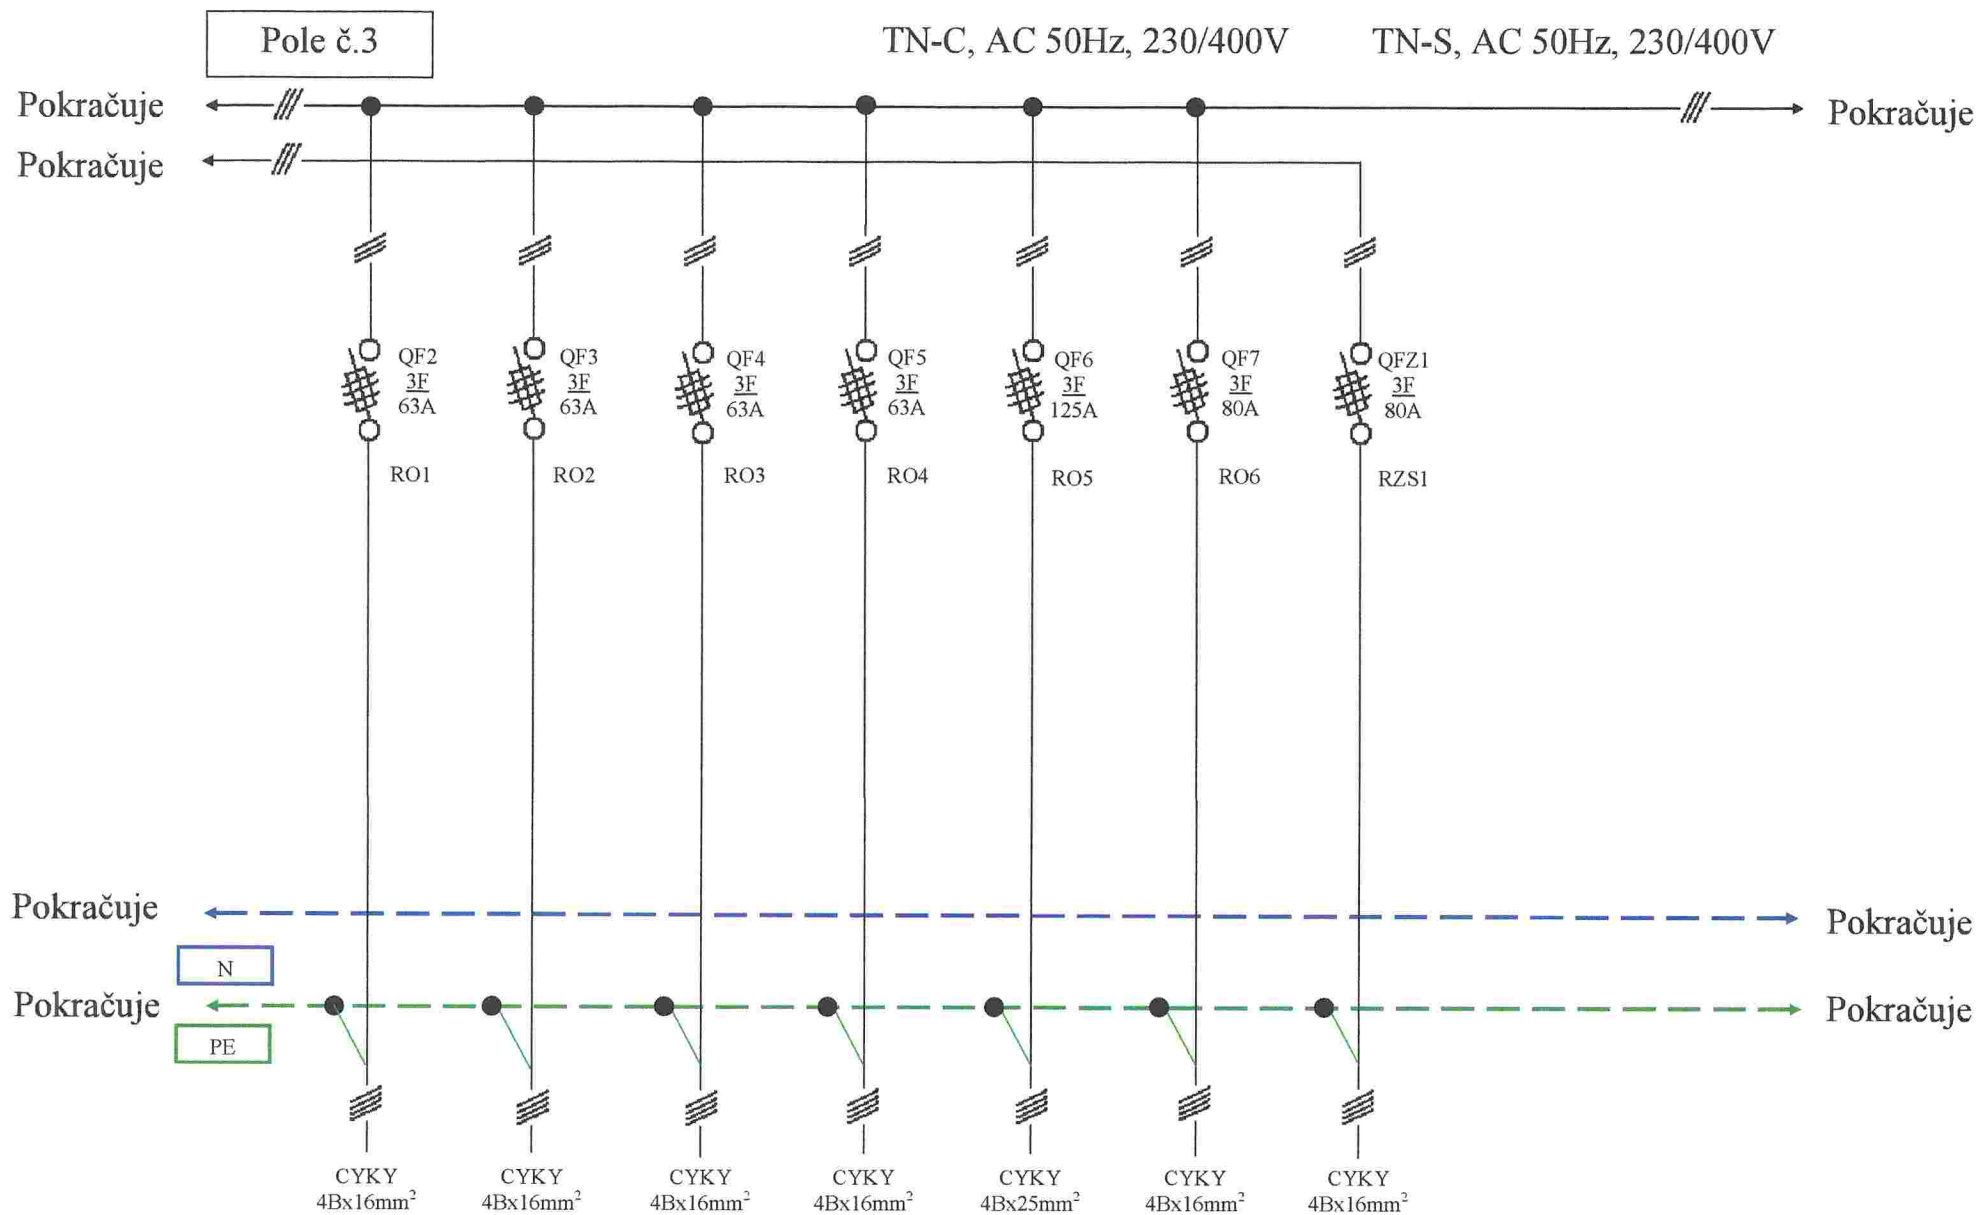 Pole č.3
TN-C, AC 50Hz, 230/400V
TN-S, AC 50Hz, 230/400V
Pokračuje
Pokračuje
Pokračuje
QF2
3F
63A
QF3
3F
63A
QF4
3F
63A
QF5
3F
63A
QF6
3F
125A
QF7
3F
80A
QFZ1
3F
80A
RO1
RO2
RO3
RO4
RO5
RO6
RZS1
Pokračuje
Pokračuje
N
Pokračuje
Pokračuje
PE
CYKY
4Bx16mm²
CYKY
4Bx16mm²
CYKY
4Bx16mm²
CYKY
4Bx16mm²
CYKY
4Bx25mm²
CYKY
4Bx16mm²
CYKY
4Bx16mm²